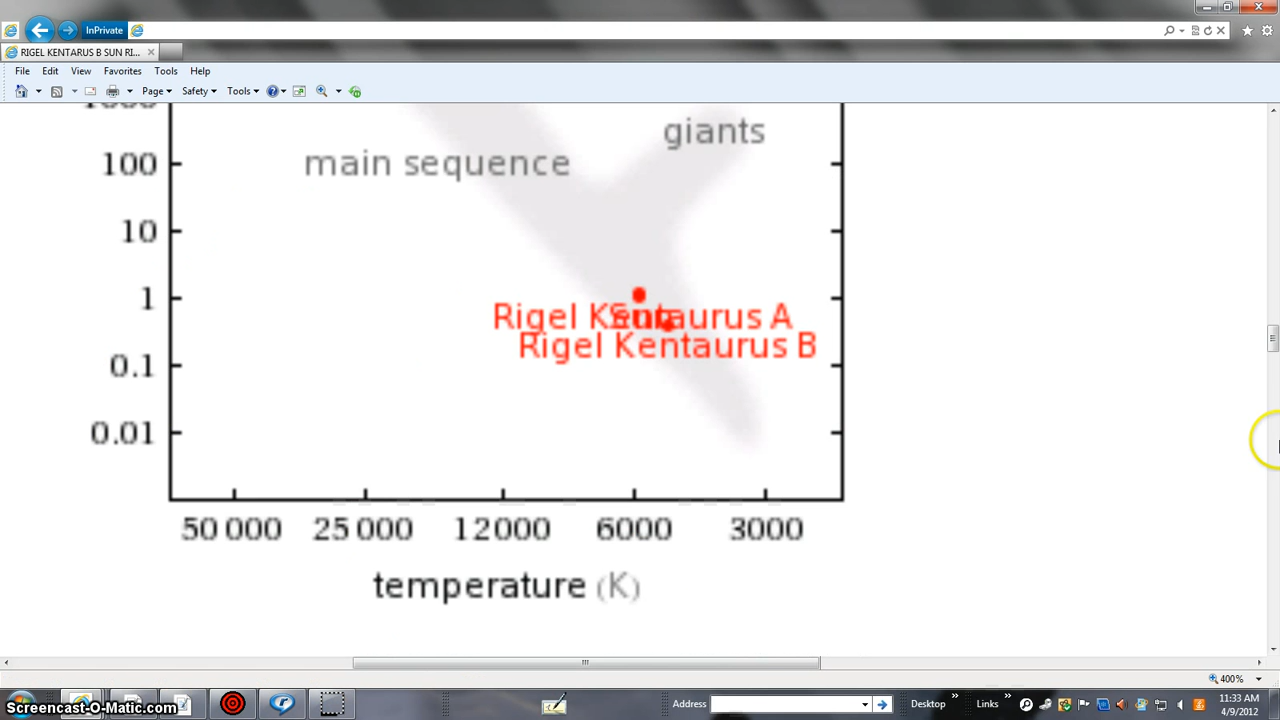 InPrivate
RIGEL KENTARUS B SUN RI...
File Edit View Favorites Tools Help
Page Safety Tools
giants
main sequence
100
10
1
Rigel Kentaurus A
Sun
Rigel Kentaurus B
0.1
0.01
50 000 25 000 12000 6000 3000
temperature (K)
400%
Screencast-O-Matic.com
Address
Desktop
Links
11:33 AM
4/9/2012